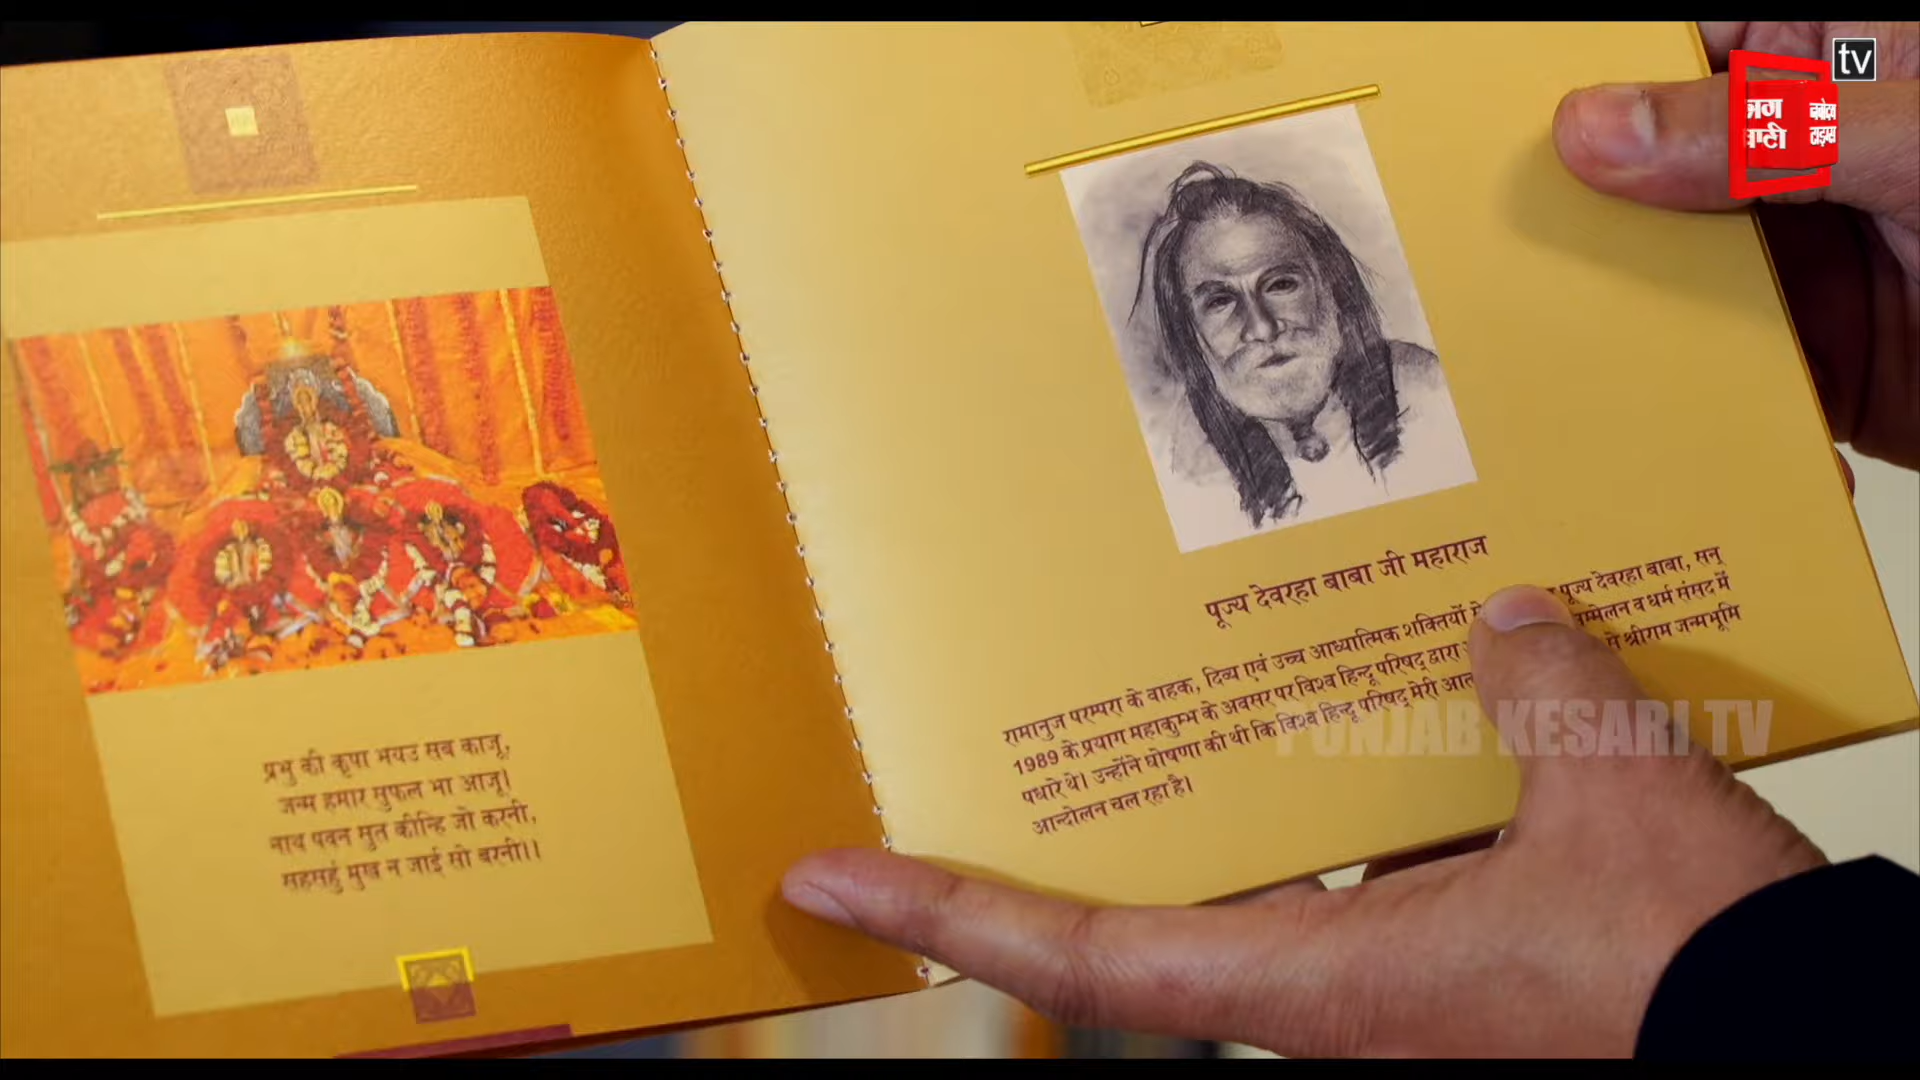 प्रभु की कृपा भयउ सब काजू,
जन्म हमार सुफल भा आजू।
नाथ पवन सुत कीन्हि जो करनी,
सहसहुं मुख न जाई सो बरनी।।
पूज्य देवरहा बाबा जी महाराज
रामानुज परम्परा के वाहक, दिव्य एवं उच्च आध्यात्मिक शक्तियों पूज्य देवरहा बाबा, सन्
1989 के प्रयाग महाकुम्भ के अवसर पर विश्व हिन्दू परिषद् द्वारा व धर्म संसद में
पधारे थे। उन्होंने घोषणा की थी कि विश्व हिन्दू परिषद् मेरी से श्रीराम जन्मभूमि
आन्दोलन चल रहा है।
tv
PUNJAB KESARI TV